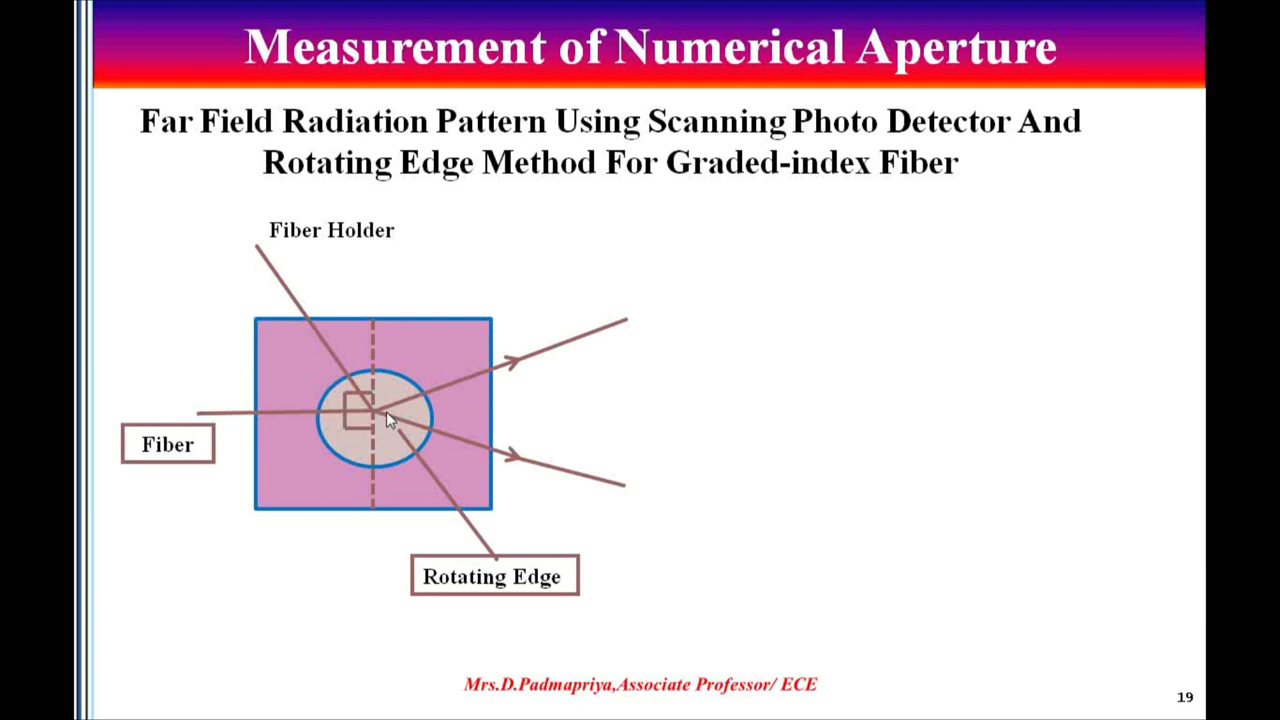 Measurement of Numerical Aperture
Far Field Radiation Pattern Using Scanning Photo Detector And
Rotating Edge Method For Graded-index Fiber
Fiber Holder
Fiber
Rotating Edge
Mrs.D.Padmapriya,Associate Professor/ ECE
19